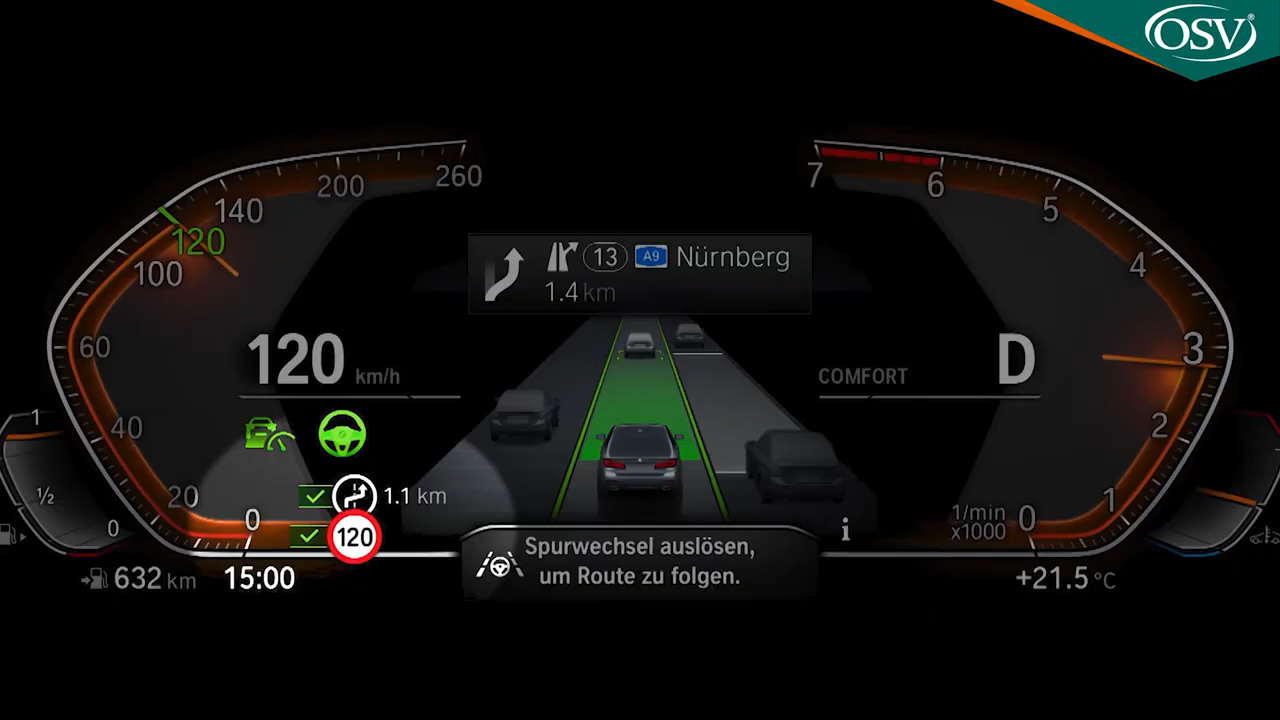 OSV®
260
200
140
120
100
60
40
20
0
7
6
5
4
3
2
1
0
13 A9 Nürnberg
1.4 km
120 km/h
COMFORT
D
1
½
0
1.1 km
120
1/min
x1000
i
Spurwechsel auslösen,
um Route zu folgen.
632 km
15:00
+21.5 °C